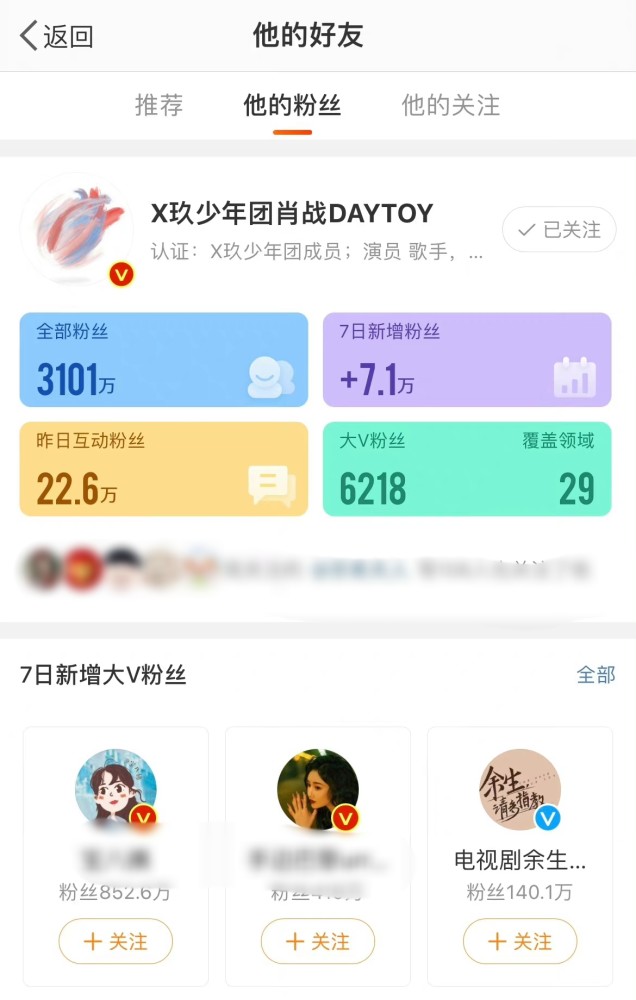 返回
他的好友
推荐 他的粉丝 他的关注
X玖少年团肖战DAYTOY
已关注
认证：X玖少年团成员；演员 歌手，...
全部粉丝
3101万
7日新增粉丝
+7.1万
昨日互动粉丝
22.6万
大V粉丝 覆盖领域
6218 29
7日新增大V粉丝 全部
余生，请多指教
电视剧余生...
粉丝852.6万
粉丝140.1万
+ 关注
+ 关注
+ 关注